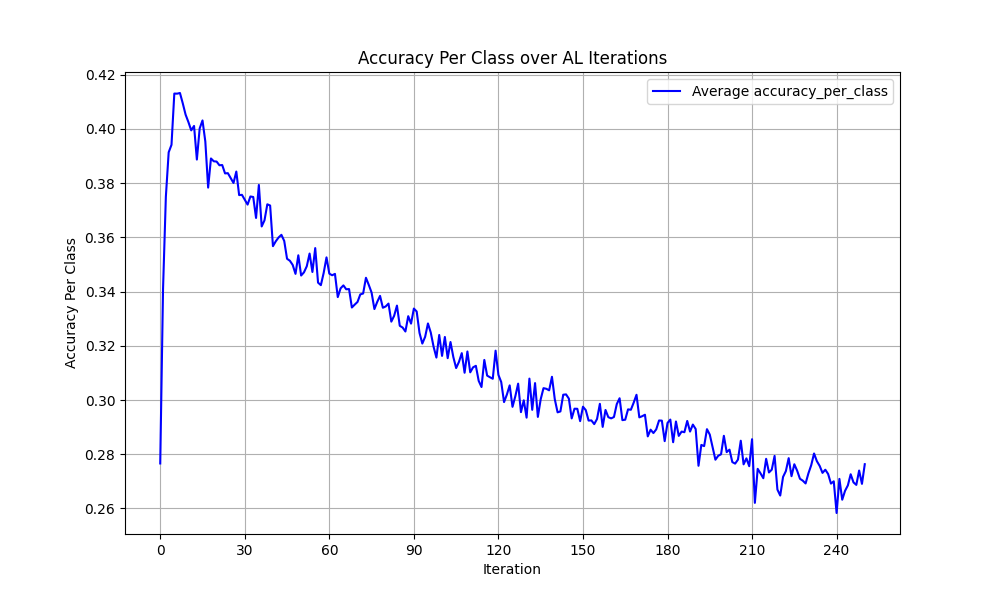 Accuracy Per Class over AL Iterations
Average accuracy_per_class
Accuracy Per Class
0.42
0.40
0.38
0.36
0.34
0.32
0.30
0.28
0.26
0 30 60 90 120 150 180 210 240
Iteration